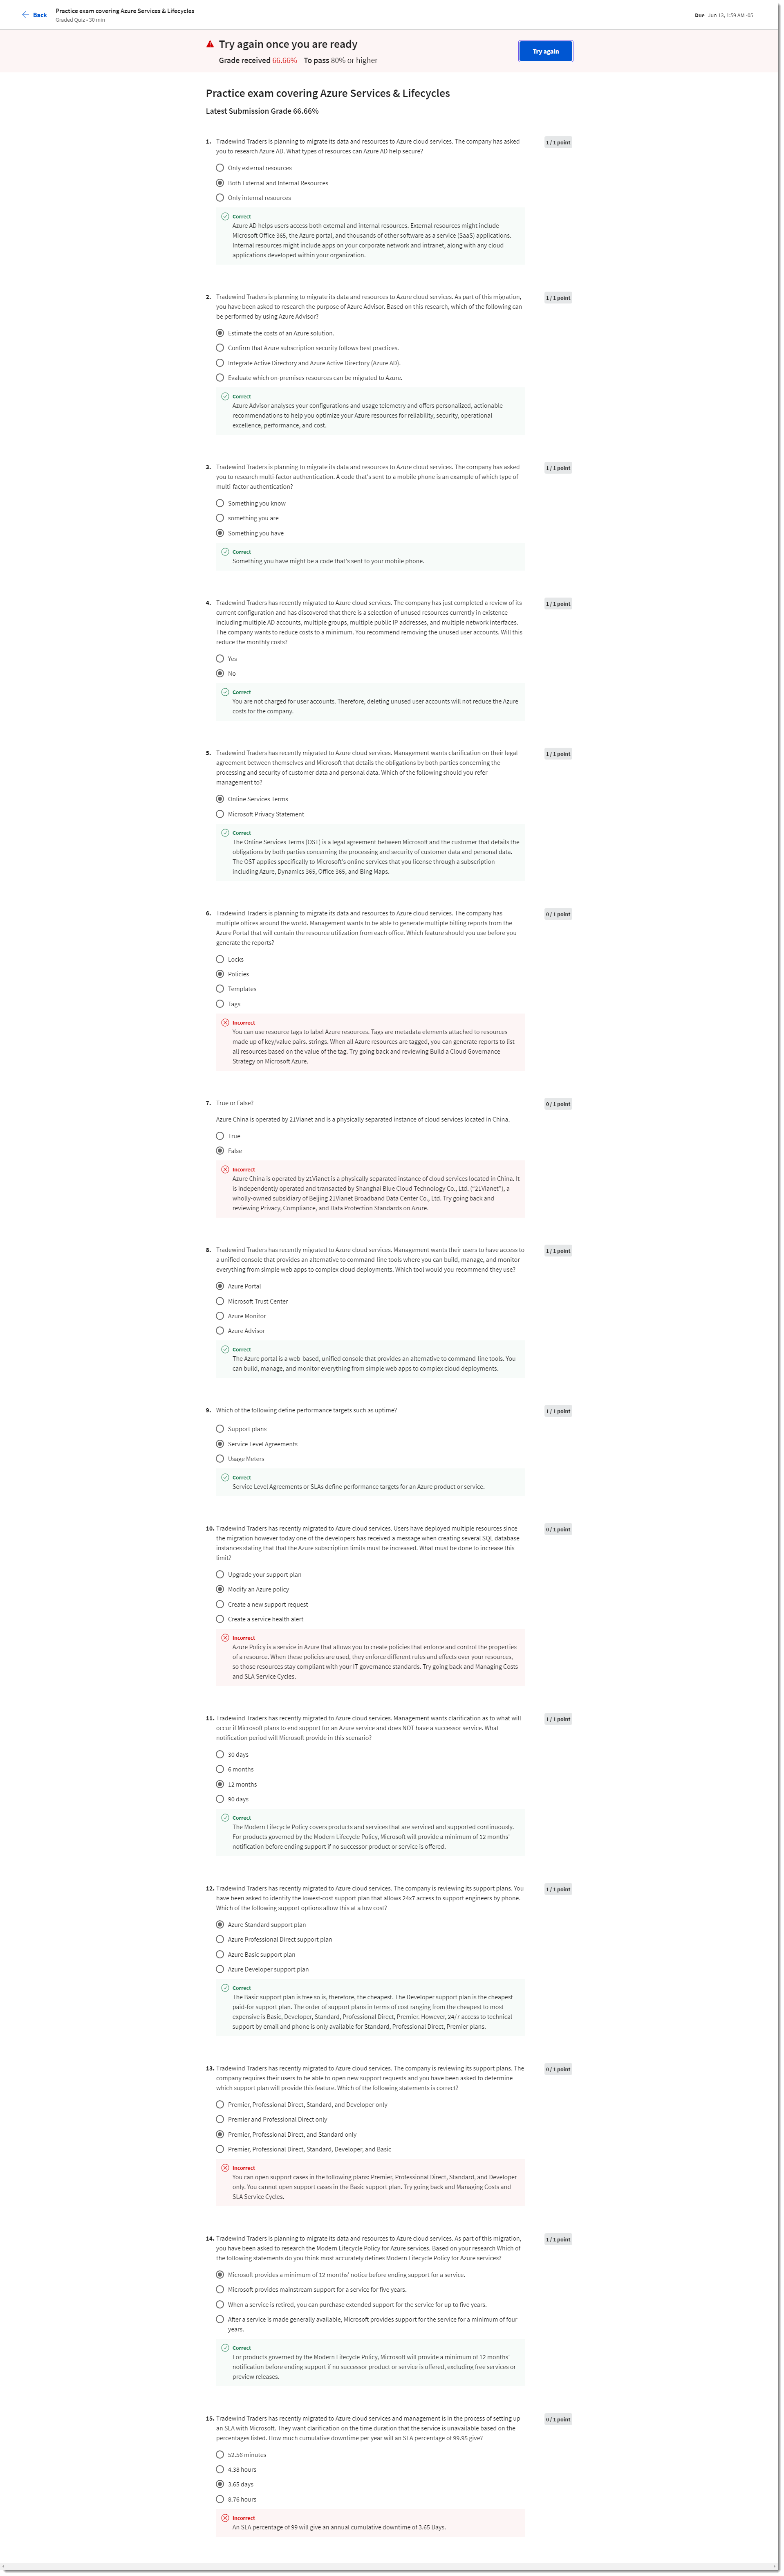 Back
Practice exam covering Azure Services & Lifecycles
Graded Quiz • 30 min
Due Jun 13, 1:59 AM -05
Try again once you are ready
Grade received 66.66% To pass 80% or higher
Try again
Practice exam covering Azure Services & Lifecycles
Latest Submission Grade 66.66%
1. Tradewind Traders is planning to migrate its data and resources to Azure cloud services. The company has asked
you to research Azure AD. What types of resources can Azure AD help secure?
1 / 1 point
Only external resources
Both External and Internal Resources
Only internal resources
Correct
Azure AD helps users access both external and internal resources. External resources might include
Microsoft Office 365, the Azure portal, and thousands of other software as a service (SaaS) applications.
Internal resources might include apps on your corporate network and intranet, along with any cloud
applications developed within your organization.
2. Tradewind Traders is planning to migrate its data and resources to Azure cloud services. As part of this migration,
you have been asked to research the purpose of Azure Advisor. Based on this research, which of the following can
be performed by using Azure Advisor?
1 / 1 point
Estimate the costs of an Azure solution.
Confirm that Azure subscription security follows best practices.
Integrate Active Directory and Azure Active Directory (Azure AD).
Evaluate which on-premises resources can be migrated to Azure.
Correct
Azure Advisor analyses your configurations and usage telemetry and offers personalized, actionable
recommendations to help you optimize your Azure resources for reliability, security, operational
excellence, performance, and cost.
3. Tradewind Traders is planning to migrate its data and resources to Azure cloud services. The company has asked
you to research multi-factor authentication. A code that's sent to a mobile phone is an example of which type of
multi-factor authentication?
1 / 1 point
Something you know
something you are
Something you have
Correct
Something you have might be a code that's sent to your mobile phone.
4. Tradewind Traders has recently migrated to Azure cloud services. The company has just completed a review of its
current configuration and has discovered that there is a selection of unused resources currently in existence
including multiple AD accounts, multiple groups, multiple public IP addresses, and multiple network interfaces.
The company wants to reduce costs to a minimum. You recommend removing the unused user accounts. Will this
reduce the monthly costs?
1 / 1 point
Yes
No
Correct
You are not charged for user accounts. Therefore, deleting unused user accounts will not reduce the Azure
costs for the company.
5. Tradewind Traders has recently migrated to Azure cloud services. Management wants clarification on their legal
agreement between themselves and Microsoft that details the obligations by both parties concerning the
processing and security of customer data and personal data. Which of the following should you refer
management to?
1 / 1 point
Online Services Terms
Microsoft Privacy Statement
Correct
The Online Services Terms (OST) is a legal agreement between Microsoft and the customer that details the
obligations by both parties concerning the processing and security of customer data and personal data.
The OST applies specifically to Microsoft's online services that you license through a subscription
including Azure, Dynamics 365, Office 365, and Bing Maps.
6. Tradewind Traders is planning to migrate its data and resources to Azure cloud services. The company has
multiple offices around the world. Management wants to be able to generate multiple billing reports from the
Azure Portal that will contain the resource utilization from each office. Which feature should you use before you
generate the reports?
0 / 1 point
Locks
Policies
Templates
Tags
Incorrect
You can use resource tags to label Azure resources. Tags are metadata elements attached to resources
made up of key/value pairs. strings. When all Azure resources are tagged, you can generate reports to list
all resources based on the value of the tag. Try going back and reviewing Build a Cloud Governance
Strategy on Microsoft Azure.
7. True or False?
0 / 1 point
Azure China is operated by 21Vianet and is a physically separated instance of cloud services located in China.
True
False
Incorrect
Azure China is operated by 21Vianet is a physically separated instance of cloud services located in China. It
is independently operated and transacted by Shanghai Blue Cloud Technology Co., Ltd. ("21Vianet"), a
wholly-owned subsidiary of Beijing 21Vianet Broadband Data Center Co., Ltd. Try going back and
reviewing Privacy, Compliance, and Data Protection Standards on Azure.
8. Tradewind Traders has recently migrated to Azure cloud services. Management wants their users to have access to
a unified console that provides an alternative to command-line tools where you can build, manage, and monitor
everything from simple web apps to complex cloud deployments. Which tool would you recommend they use?
1 / 1 point
Azure Portal
Microsoft Trust Center
Azure Monitor
Azure Advisor
Correct
The Azure portal is a web-based, unified console that provides an alternative to command-line tools. You
can build, manage, and monitor everything from simple web apps to complex cloud deployments.
9. Which of the following define performance targets such as uptime?
1 / 1 point
Support plans
Service Level Agreements
Usage Meters
Correct
Service Level Agreements or SLAs define performance targets for an Azure product or service.
10. Tradewind Traders has recently migrated to Azure cloud services. Users have deployed multiple resources since
the migration however today one of the developers has received a message when creating several SQL database
instances stating that that the Azure subscription limits must be increased. What must be done to increase this
limit?
0 / 1 point
Upgrade your support plan
Modify an Azure policy
Create a new support request
Create a service health alert
Incorrect
Azure Policy is a service in Azure that allows you to create policies that enforce and control the properties
of a resource. When these policies are used, they enforce different rules and effects over your resources,
so those resources stay compliant with your IT governance standards. Try going back and Managing Costs
and SLA Service Cycles.
11. Tradewind Traders has recently migrated to Azure cloud services. Management wants clarification as to what will
occur if Microsoft plans to end support for an Azure service and does NOT have a successor service. What
notification period will Microsoft provide in this scenario?
1 / 1 point
30 days
6 months
12 months
90 days
Correct
The Modern Lifecycle Policy covers products and services that are serviced and supported continuously.
For products governed by the Modern Lifecycle Policy, Microsoft will provide a minimum of 12 months'
notification before ending support if no successor product or service is offered.
12. Tradewind Traders has recently migrated to Azure cloud services. The company is reviewing its support plans. You
have been asked to identify the lowest-cost support plan that allows 24x7 access to support engineers by phone.
Which of the following support options allow this at a low cost?
1 / 1 point
Azure Standard support plan
Azure Professional Direct support plan
Azure Basic support plan
Azure Developer support plan
Correct
The Basic support plan is free so is, therefore, the cheapest. The Developer support plan is the cheapest
paid-for support plan. The order of support plans in terms of cost ranging from the cheapest to most
expensive is Basic, Developer, Standard, Professional Direct, Premier. However, 24/7 access to technical
support by email and phone is only available for Standard, Professional Direct, Premier plans.
13. Tradewind Traders has recently migrated to Azure cloud services. The company is reviewing its support plans. The
company requires their users to be able to open new support requests and you have been asked to determine
which support plan will provide this feature. Which of the following statements is correct?
0 / 1 point
Premier, Professional Direct, Standard, and Developer only
Premier and Professional Direct only
Premier, Professional Direct, and Standard only
Premier, Professional Direct, Standard, Developer, and Basic
Incorrect
You can open support cases in the following plans: Premier, Professional Direct, Standard, and Developer
only. You cannot open support cases in the Basic support plan. Try going back and Managing Costs and
SLA Service Cycles.
14. Tradewind Traders is planning to migrate its data and resources to Azure cloud services. As part of this migration,
you have been asked to research the Modern Lifecycle Policy for Azure services. Based on your research Which of
the following statements do you think most accurately defines Modern Lifecycle Policy for Azure services?
1 / 1 point
Microsoft provides a minimum of 12 months' notice before ending support for a service.
Microsoft provides mainstream support for a service for five years.
When a service is retired, you can purchase extended support for the service for up to five years.
After a service is made generally available, Microsoft provides support for the service for a minimum of four
years.
Correct
For products governed by the Modern Lifecycle Policy, Microsoft will provide a minimum of 12 months'
notification before ending support if no successor product or service is offered, excluding free services or
preview releases.
15. Tradewind Traders has recently migrated to Azure cloud services and management is in the process of setting up
an SLA with Microsoft. They want clarification on the time duration that the service is unavailable based on the
percentages listed. How much cumulative downtime per year will an SLA percentage of 99.95 give?
0 / 1 point
52.56 minutes
4.38 hours
3.65 days
8.76 hours
Incorrect
An SLA percentage of 99 will give an annual cumulative downtime of 3.65 Days.